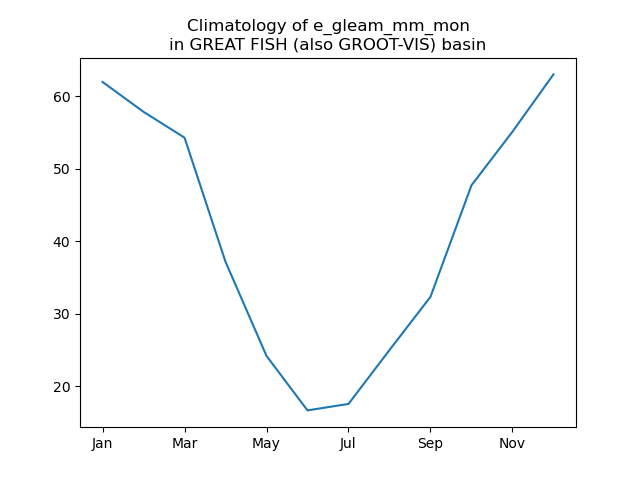 Climatology of e_gleam_mm_mon
in GREAT FISH (also GROOT-VIS) basin
60
50
40
30
20
Jan Mar May Jul Sep Nov